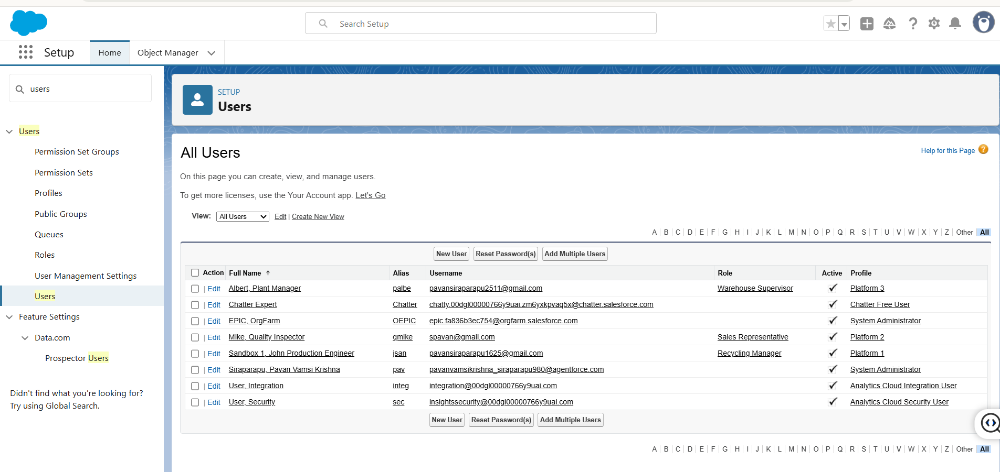 Search Setup
Setup
Home
Object Manager
users
Users
Permission Set Groups
Permission Sets
Profiles
Public Groups
Queues
Roles
User Management Settings
Users
Feature Settings
Data.com
Prospector Users
Didn't find what you're looking for?
Try using Global Search.
SETUP
Users
All Users
Help for this Page ?
On this page you can create, view, and manage users.
To get more licenses, use the Your Account app. Let's Go
View: All Users Edit | Create New View
A | B | C | D | E | F | G | H | I | J | K | L | M | N | O | P | Q | R | S | T | U | V | W | X | Y | Z | Other | All
New User Reset Password(s) Add Multiple Users
Action Full Name ↑ Alias Username Role Active Profile
| Edit Albert, Plant Manager palbe pavansiraparapu2511@gmail.com Warehouse Supervisor ✓ Platform 3
| Edit Chatter Expert Chatter chatty.00dgl00000766y9uai.zm6yxkpvaq5x@chatter.salesforce.com ✓ Chatter Free User
| Edit EPIC, OrgFarm OEPIC epic.fa836b3ec754@orgfarm.salesforce.com ✓ System Administrator
| Edit Mike, Quality Inspector qmike spavan@gmail.com Sales Representative ✓ Platform 2
| Edit Sandbox 1, John Production Engineer jsan pavansiraparapu1625@gmail.com Recycling Manager ✓ Platform 1
| Edit Siraparapu, Pavan Vamsi Krishna pav pavanvamsikrishna_siraparapu980@agentforce.com ✓ System Administrator
| Edit User, Integration integ integration@00dgl00000766y9uai.com ✓ Analytics Cloud Integration User
| Edit User, Security sec insightssecurity@00dgl00000766y9uai.com ✓ Analytics Cloud Security User
New User Reset Password(s) Add Multiple Users
A | B | C | D | E | F | G | H | I | J | K | L | M | N | O | P | Q | R | S | T | U | V | W | X | Y | Z | Other | All